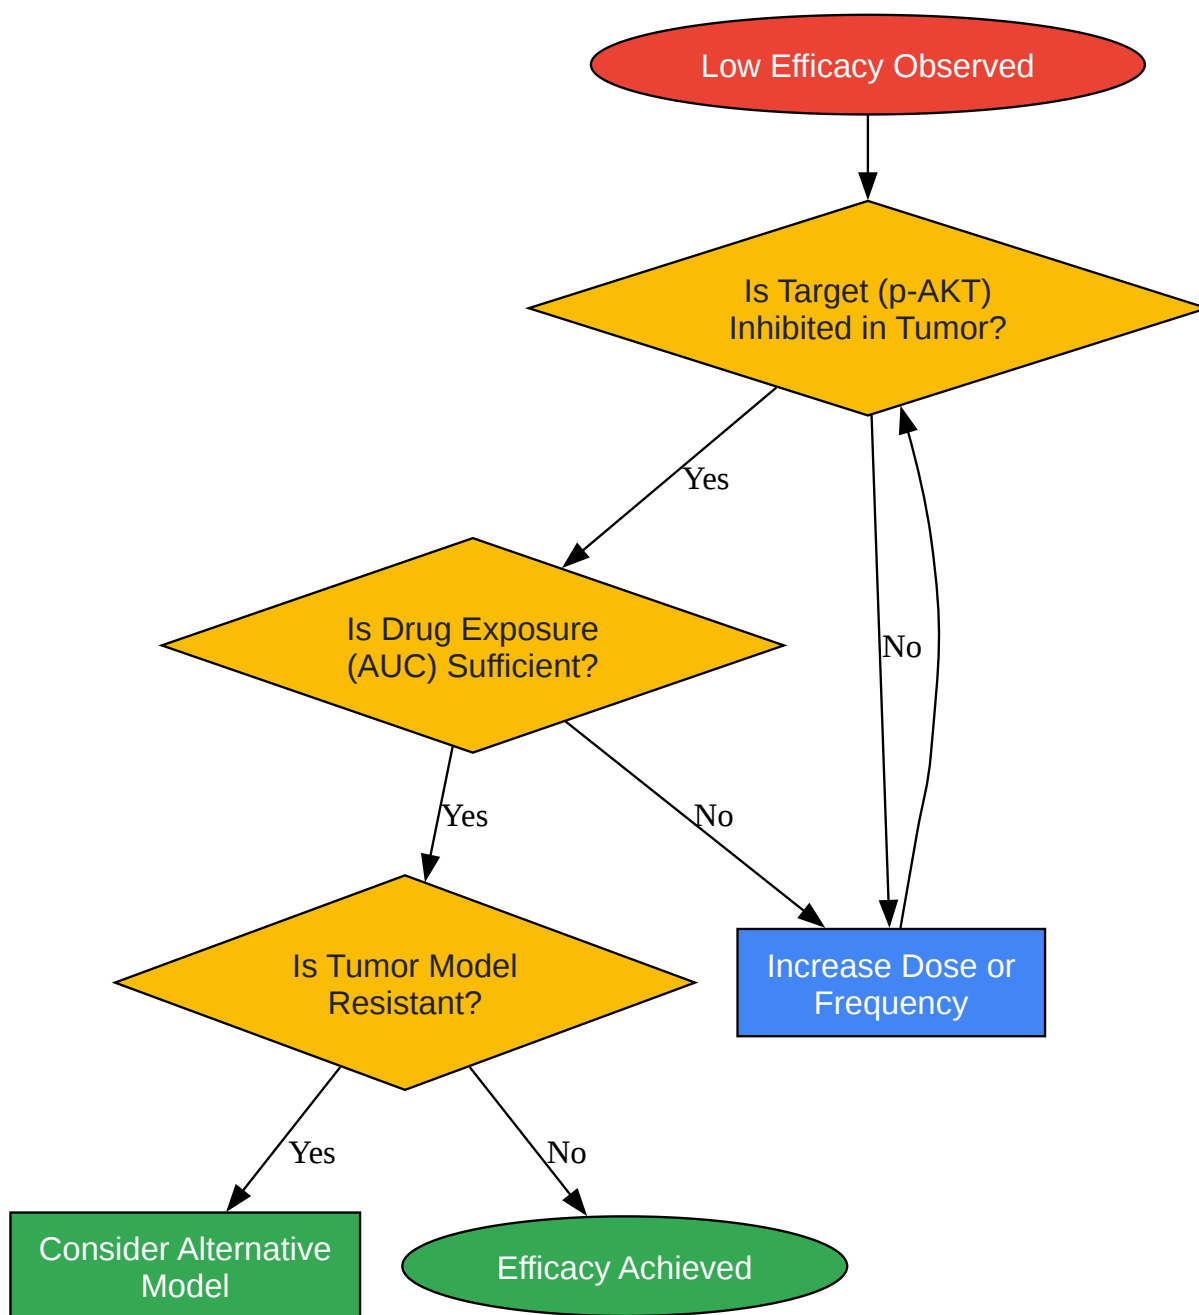 Low Efficacy Observed
Is Target (p-AKT)
Inhibited in Tumor?
Yes
Is Drug Exposure
(AUC) Sufficient?
No
Yes
No
Is Tumor Model
Resistant?
Increase Dose or
Frequency
Yes
No
Consider Alternative
Model
Efficacy Achieved